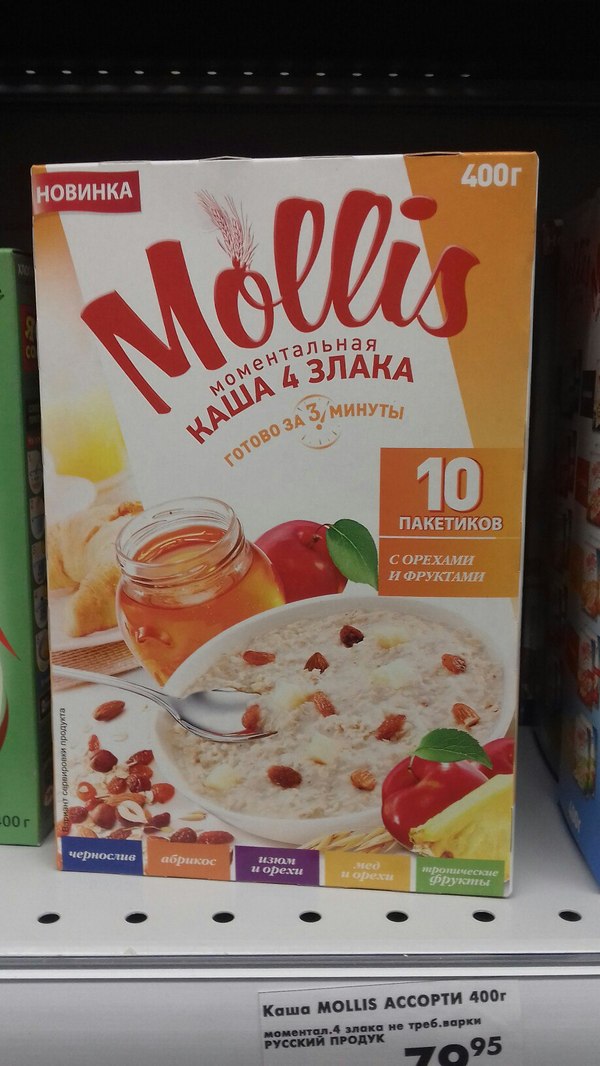 НОВИНКА
400г
Mollis
моментальная
КАША 4 ЗЛАКА
ГОТОВО ЗА 3 МИНУТЫ
10
ПАКЕТИКОВ
С ОРЕХАМИ
И ФРУКТАМИ
Вариант сервировки продукта
чернослив
абрикос
изюм
и орехи
мед
и орехи
тропические
фрукты
400 г
Каша MOLLIS АССОРТИ 400г
моментал.4 злака не треб.варки
РУССКИЙ ПРОДУК
79 95